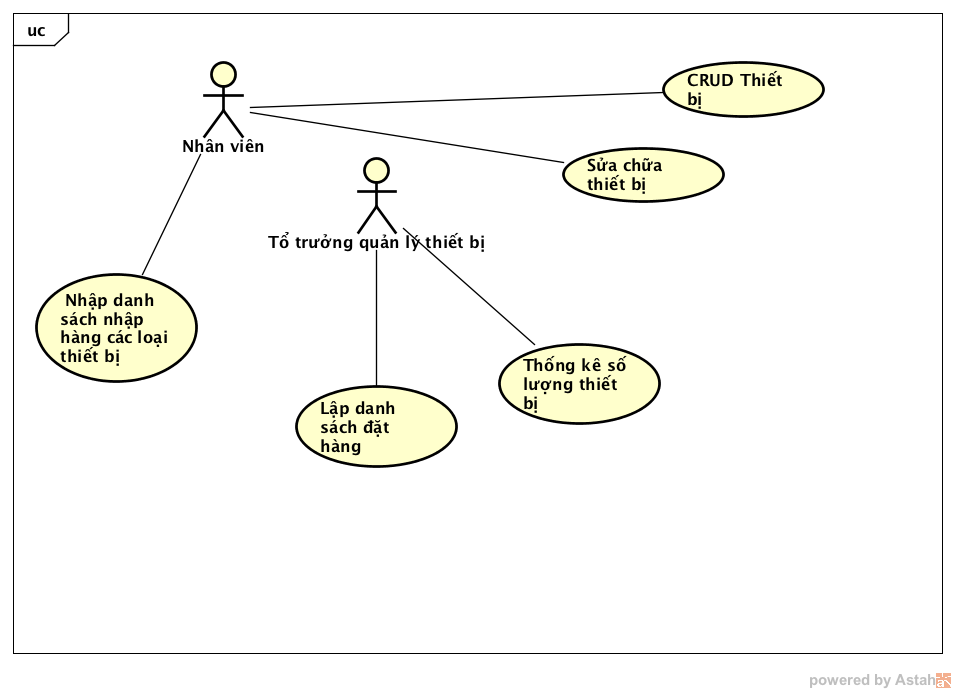 uc
CRUD Thiết
bị
Nhân viên
Sửa chữa
thiết bị
Tổ trưởng quản lý thiết bị
Nhập danh
sách nhập
hàng các loại
thiết bị
Thống kê số
lượng thiết
bị
Lập danh
sách đặt
hàng
powered by Astah